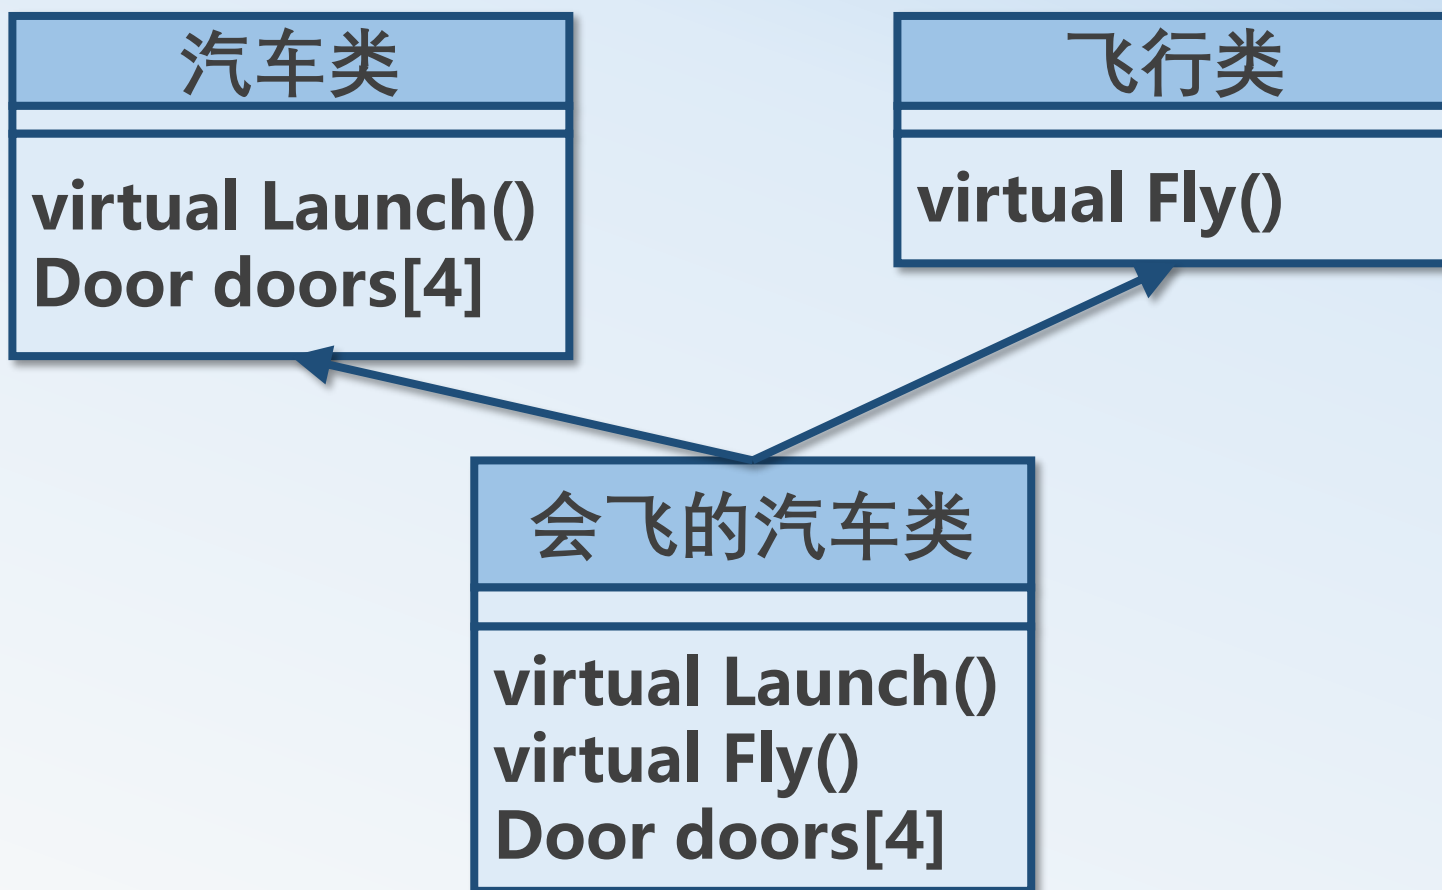 汽车类
virtual Launch()
Door doors[4]
飞行类
virtual Fly()
会飞的汽车类
virtual Launch()
virtual Fly()
Door doors[4]